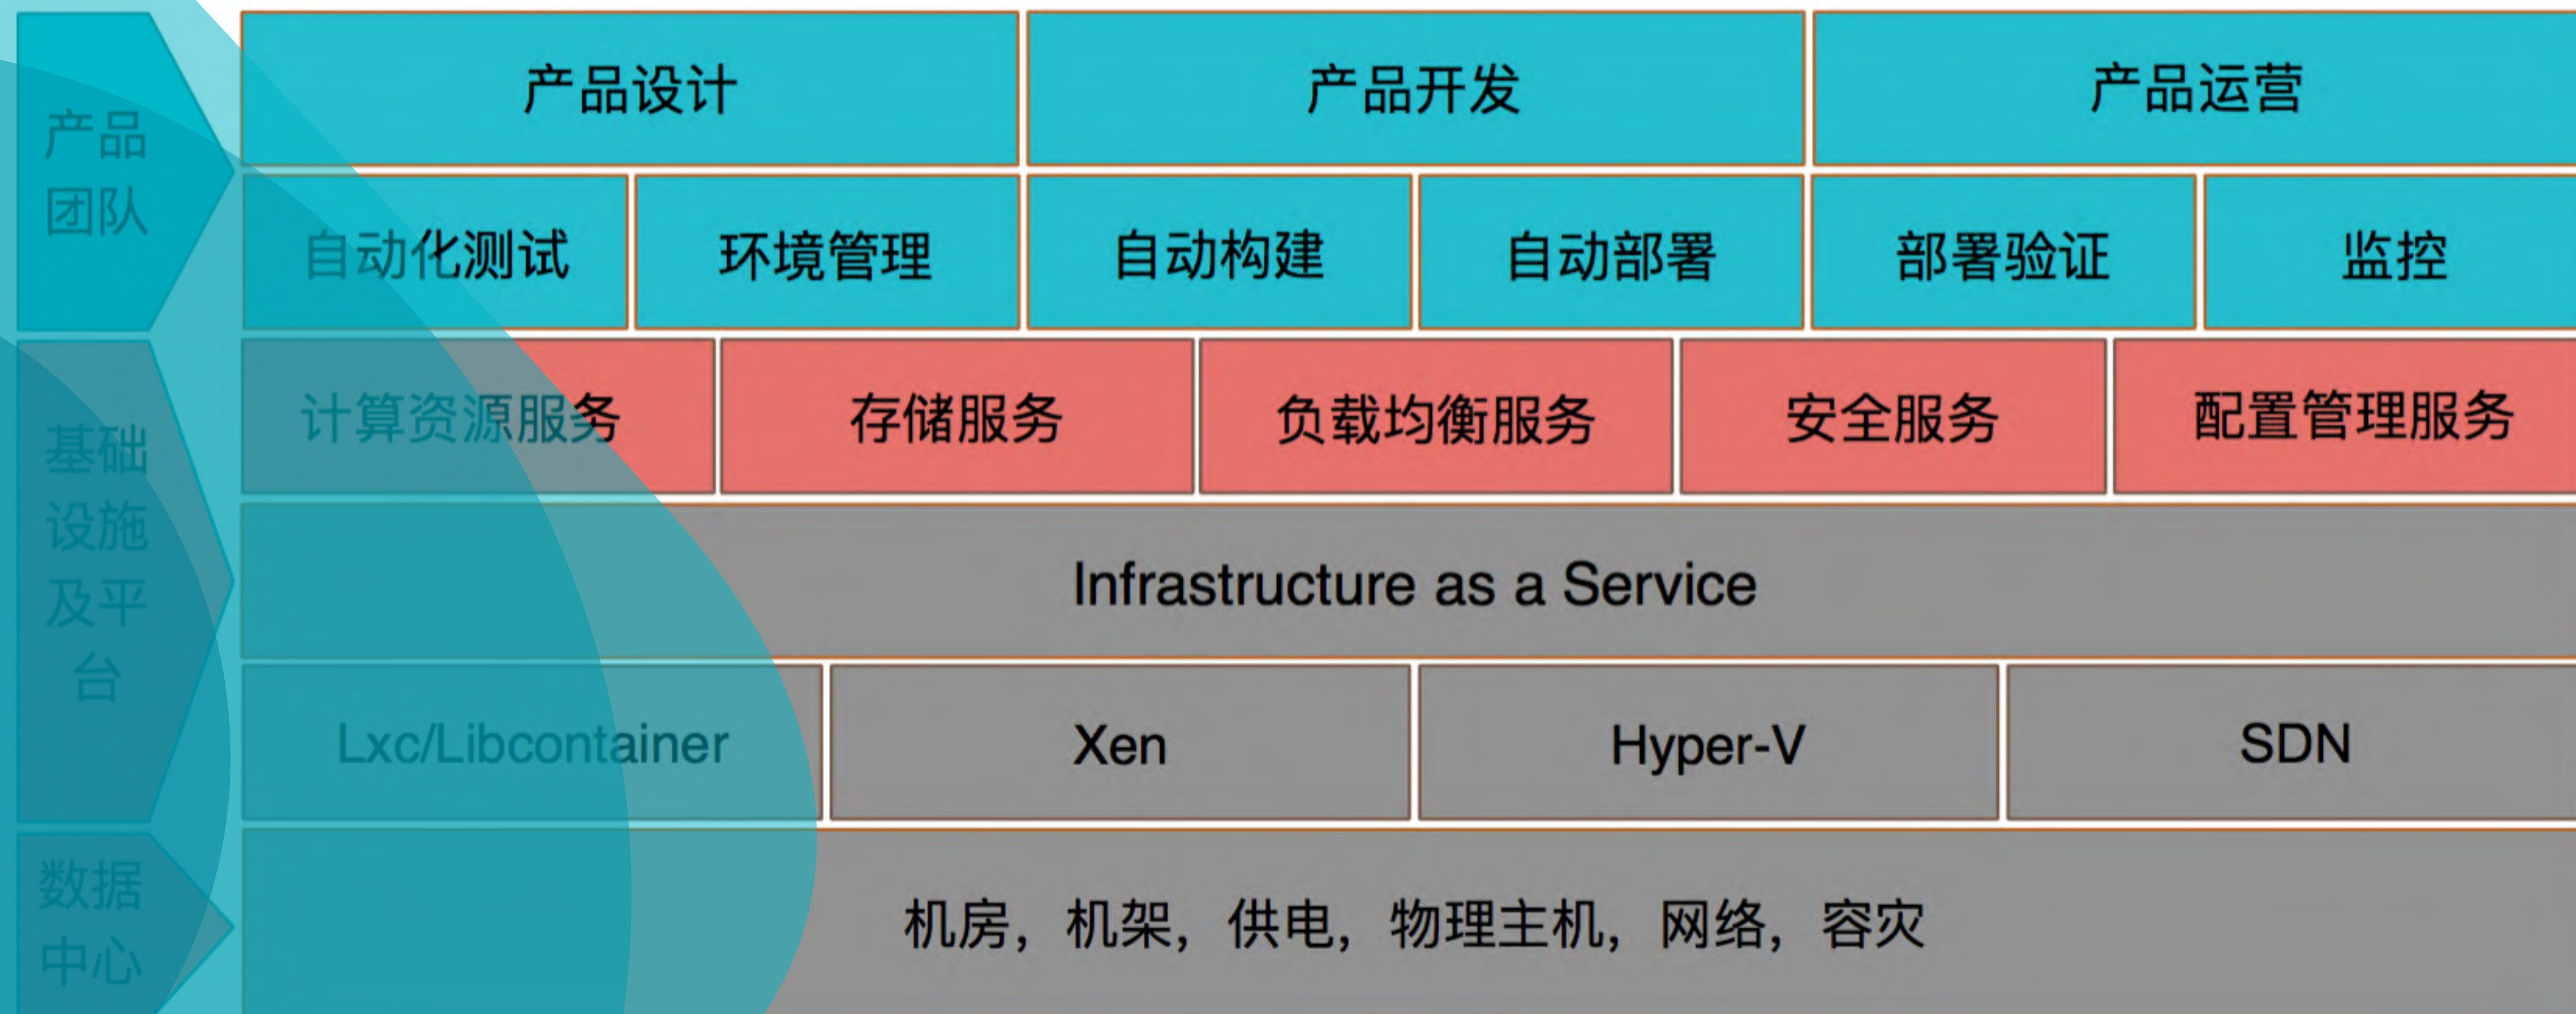 产品
团队
产品设计
产品开发
产品运营
自动化测试
环境管理
自动构建
自动部署
部署验证
监控
基础
设施
及平
台
计算资源服务
存储服务
负载均衡服务
安全服务
配置管理服务
Infrastructure as a Service
Lxc/Libcontainer
Xen
Hyper-V
SDN
数据
中心
机房，机架，供电，物理主机，网络，容灾